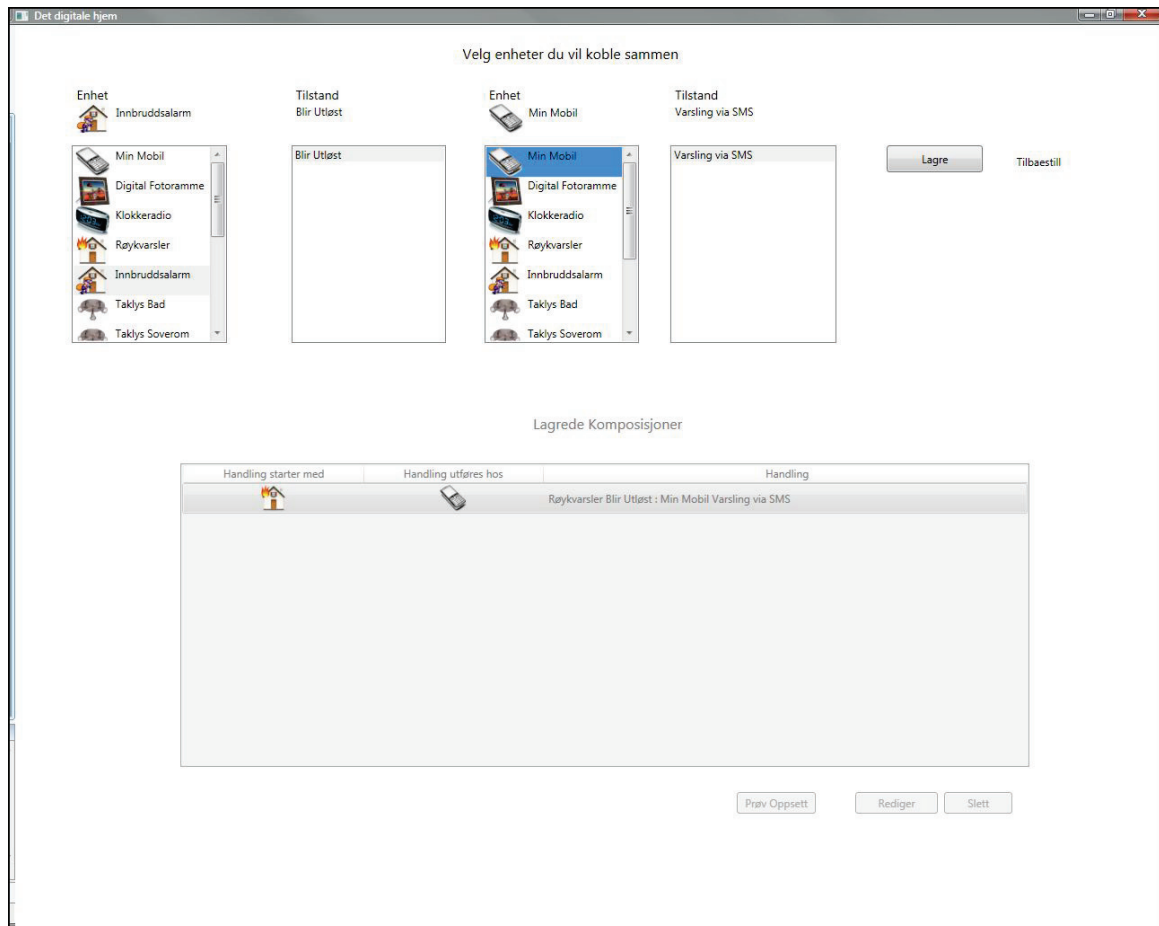 Det digitale hjem
Velg enheter du vil koble sammen
Enhet Tilstand Enhet Tilstand
Innbruddsalarm Blir Utløst Min Mobil Varsling via SMS
Min Mobil Blir Utløst Min Mobil Varsling via SMS Lagre Tilbaestill
Digital Fotoramme Digital Fotoramme
Klokkeradio Klokkeradio
Røykvarsler Røykvarsler
Innbruddsalarm Innbruddsalarm
Taklys Bad Taklys Bad
Taklys Soverom Taklys Soverom
Lagrede Komposisjoner
Handling starter med Handling utføres hos Handling
Røykvarsler Blir Utløst : Min Mobil Varsling via SMS
Prøv Oppsett Rediger Slett